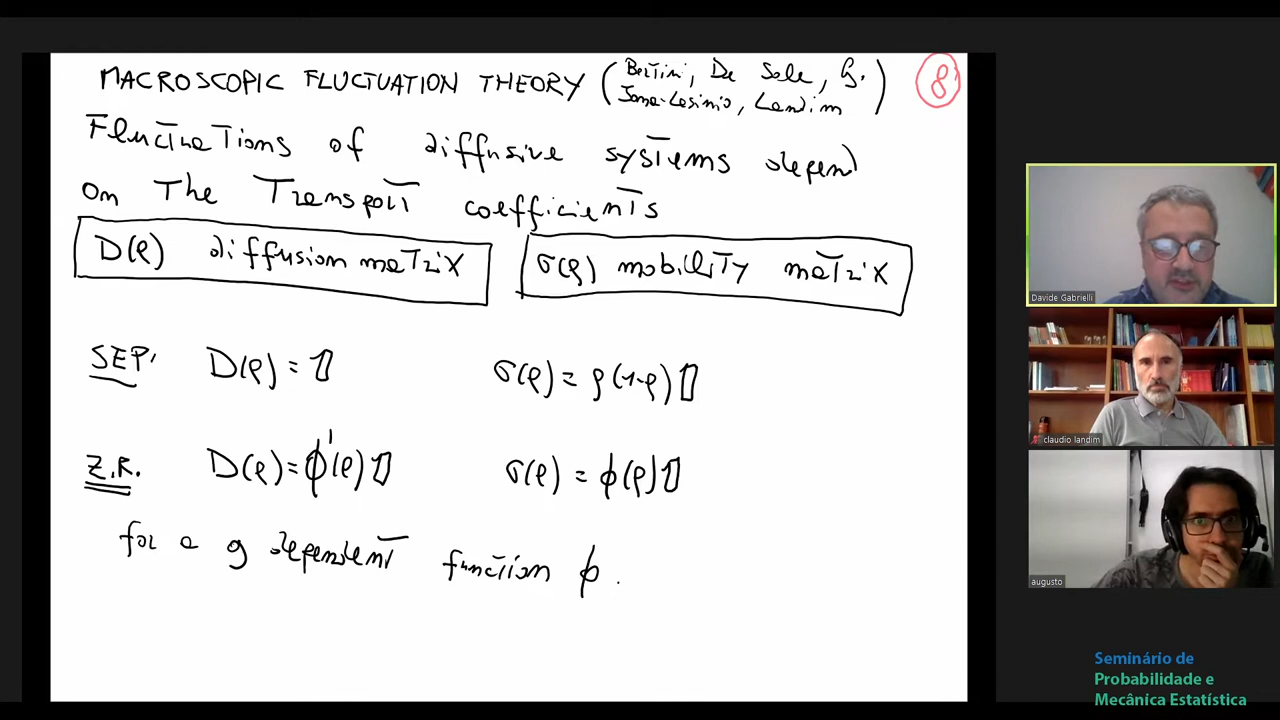 MACROSCOPIC FLUCTUATION THEORY (Bertini, De Sole, G.
Jona-Lasinio, Landim)
8
Fluctuations of diffusive systems depend
on The Transport coefficients
D(ρ) diffusion matrix
σ(ρ) mobility matrix
SEP. D(ρ) = 𝟙 σ(ρ) = ρ(1-ρ)𝟙
Z.R. D(ρ) = ϕ'(ρ)𝟙 σ(ρ) = ϕ(ρ)𝟙
for a g dependent function ϕ.
Davide Gabrielli
claudio landim
augusto
Seminário de
Probabilidade e
Mecânica Estatística